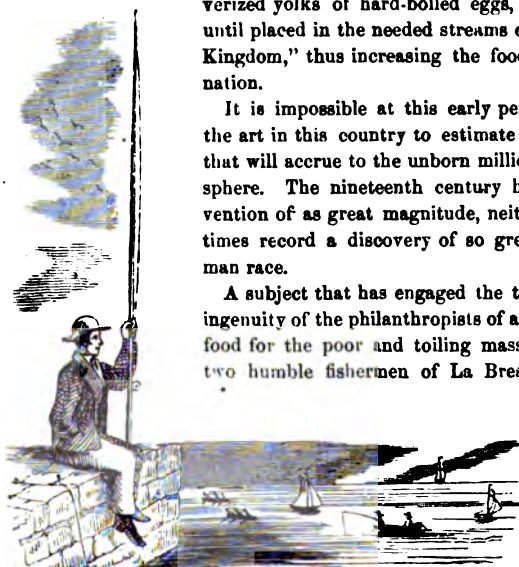 verized yolks of hard-boiled eggs,
until placed in the needed streams
Kingdom," thus increasing the foo
nation.
It is impossible at this early pe
the art in this country to estimate
that will accrue to the unborn milli
sphere. The nineteenth century h
vention of as great magnitude, neit
times record a discovery of so gre
man race.
A subject that has engaged the t
ingenuity of the philanthropists of a
food for the poor and toiling mass
two humble fishermen of La Bre